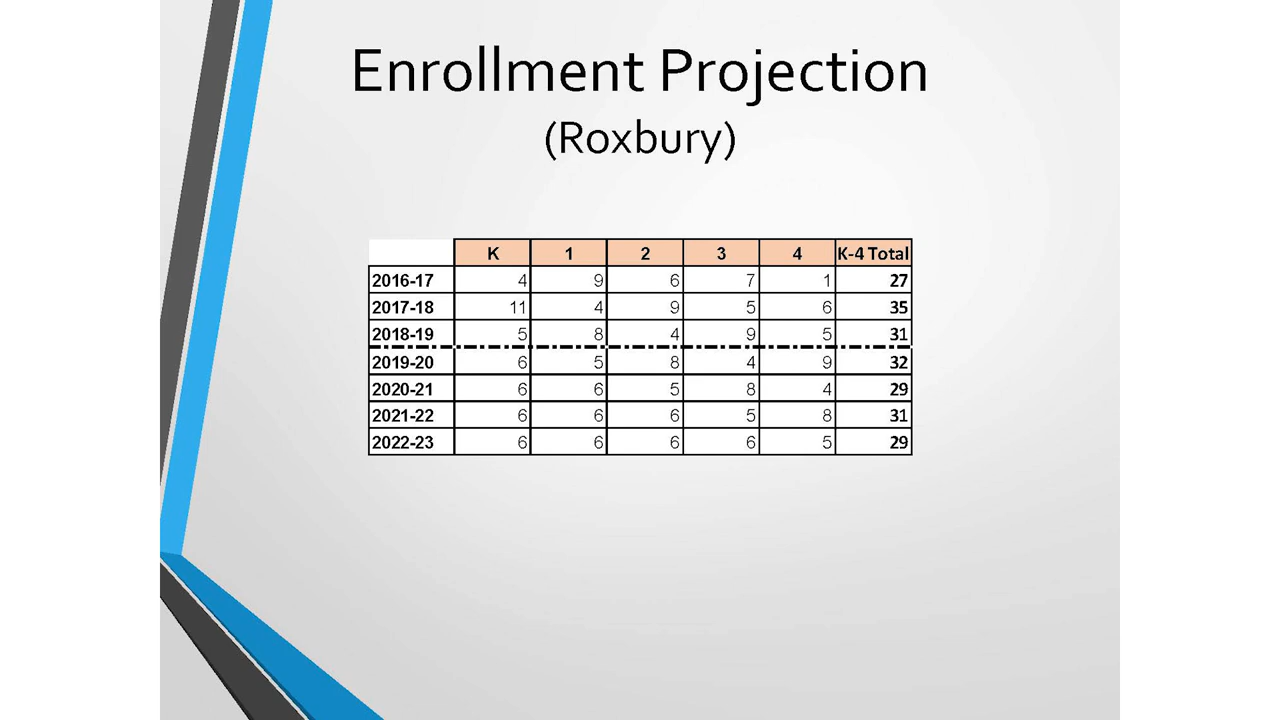 Enrollment Projection
(Roxbury)
K 1 2 3 4 K-4 Total
2016-17 4 9 6 7 1 27
2017-18 11 4 9 5 6 35
2018-19 5 8 4 9 5 31
2019-20 6 5 8 4 9 32
2020-21 6 6 5 8 4 29
2021-22 6 6 6 5 8 31
2022-23 6 6 6 6 5 29